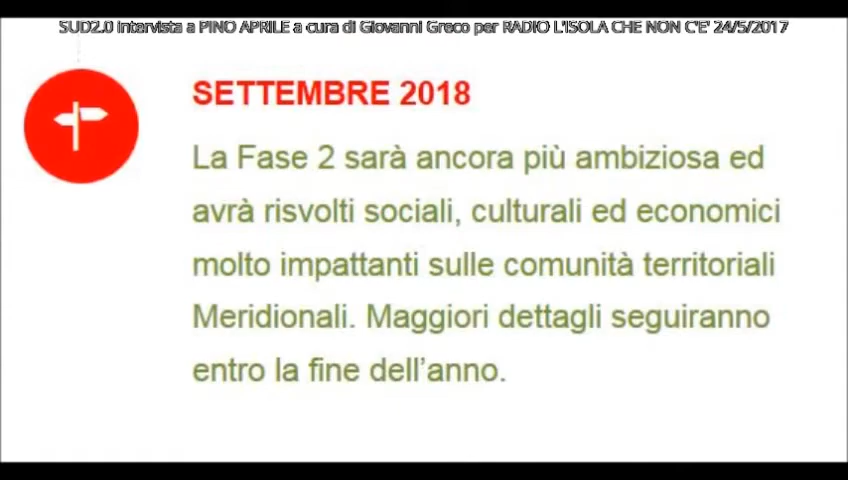 SUD2.0 intervista a PINO APRILE a cura di Giovanni Greco per RADIO L'ISOLA CHE NON C'E' 24/5/2017
SETTEMBRE 2018
La Fase 2 sarà ancora più ambiziosa ed
avrà risvolti sociali, culturali ed economici
molto impattanti sulle comunità territoriali
Meridionali. Maggiori dettagli seguiranno
entro la fine dell'anno.